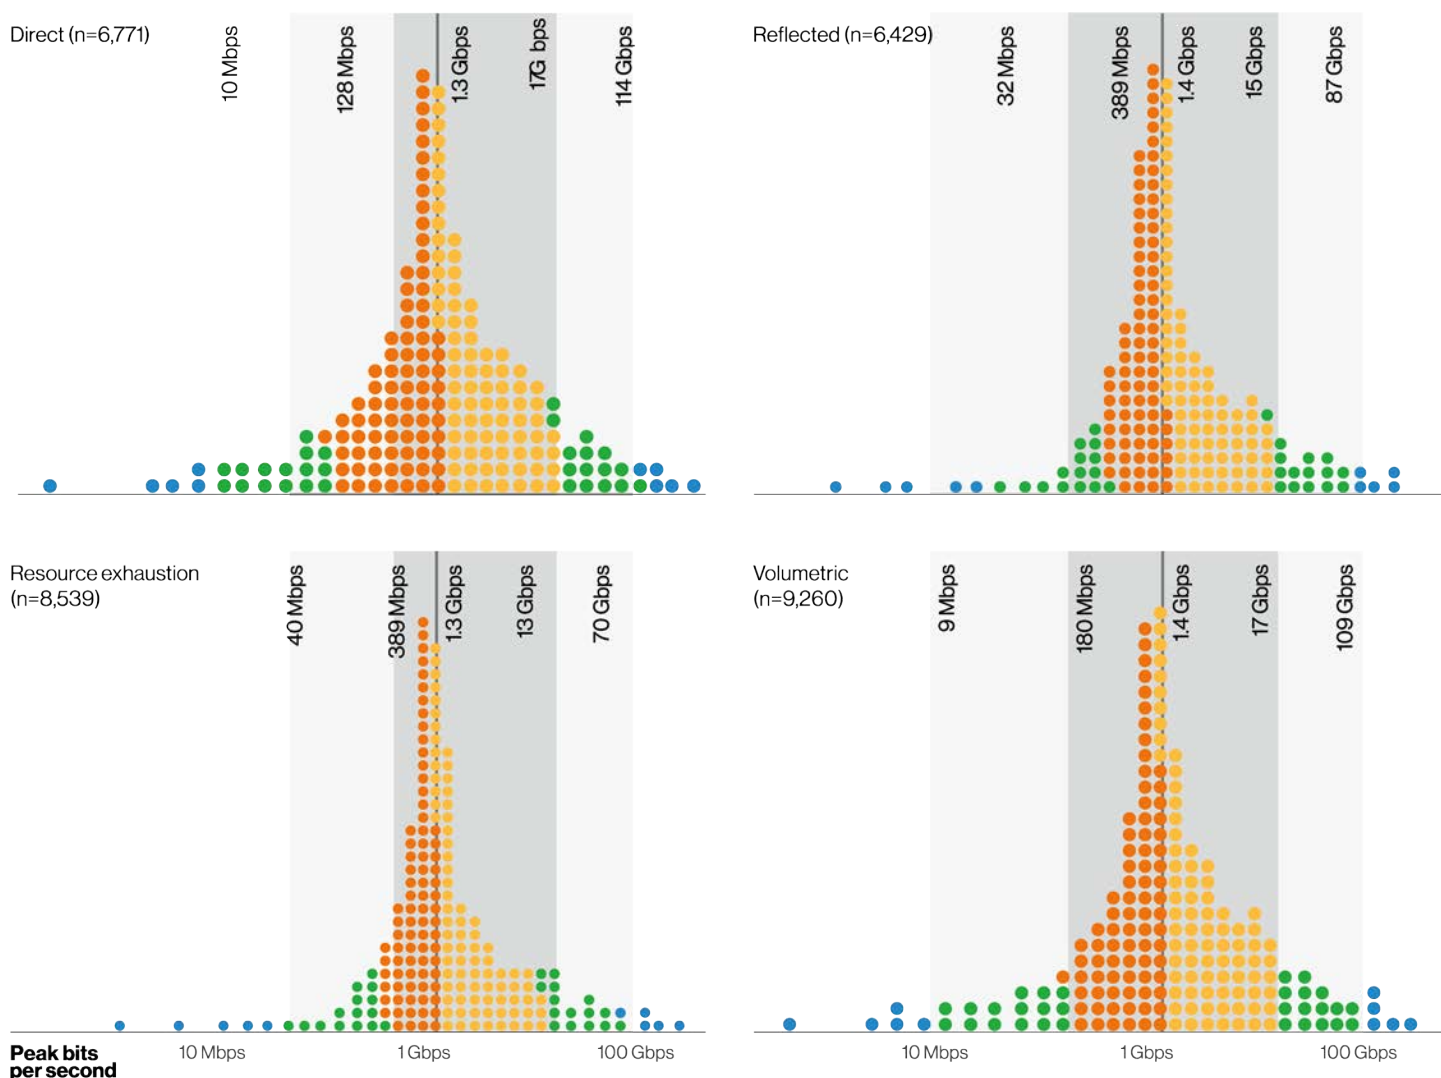 Direct (n=6,771)
10 Mbps
128 Mbps
1.3 Gbps
17G bps
114 Gbps
Reflected (n=6,429)
32 Mbps
389 Mbps
1.4 Gbps
15 Gbps
87 Gbps
Resource exhaustion
(n=8,539)
40 Mbps
389 Mbps
1.3 Gbps
13 Gbps
70 Gbps
Volumetric
(n=9,260)
9 Mbps
180 Mbps
1.4 Gbps
17 Gbps
109 Gbps
Peak bits
per second
10 Mbps
1 Gbps
100 Gbps
10 Mbps
1 Gbps
100 Gbps